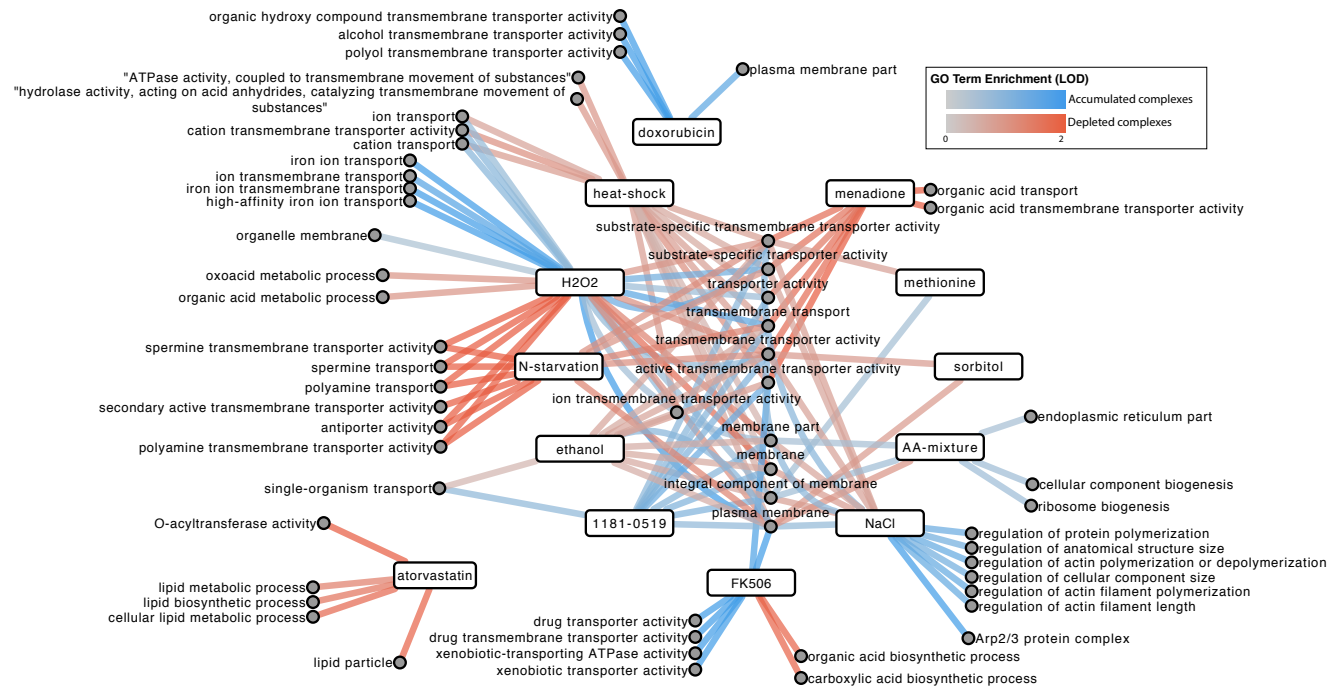 organic hydroxy compound transmembrane transporter activity
alcohol transmembrane transporter activity
polyol transmembrane transporter activity
plasma membrane part
"ATPase activity, coupled to transmembrane movement of substances"
"hydrolase activity, acting on acid anhydrides, catalyzing transmembrane movement of
substances"
GO Term Enrichment (LOD)
Accumulated complexes
Depleted complexes
0
2
doxorubicin
ion transport
cation transmembrane transporter activity
cation transport
iron ion transport
ion transmembrane transport
iron ion transmembrane transport
high-affinity iron ion transport
heat-shock
menadione
organic acid transport
organic acid transmembrane transporter activity
organelle membrane
oxoacid metabolic process
organic acid metabolic process
H2O2
methionine
substrate-specific transmembrane transporter activity
substrate-specific transporter activity
transporter activity
transmembrane transport
transmembrane transporter activity
active transmembrane transporter activity
ion transmembrane transporter activity
membrane part
membrane
integral component of membrane
plasma membrane
spermine transmembrane transporter activity
spermine transport
polyamine transport
secondary active transmembrane transporter activity
antiporter activity
polyamine transmembrane transporter activity
N-starvation
sorbitol
ethanol
AA-mixture
endoplasmic reticulum part
cellular component biogenesis
ribosome biogenesis
single-organism transport
1181-0519
NaCl
O-acyltransferase activity
lipid metabolic process
lipid biosynthetic process
cellular lipid metabolic process
lipid particle
atorvastatin
FK506
regulation of protein polymerization
regulation of anatomical structure size
regulation of actin polymerization or depolymerization
regulation of cellular component size
regulation of actin filament polymerization
regulation of actin filament length
Arp2/3 protein complex
drug transporter activity
drug transmembrane transporter activity
xenobiotic-transporting ATPase activity
xenobiotic transporter activity
organic acid biosynthetic process
carboxylic acid biosynthetic process